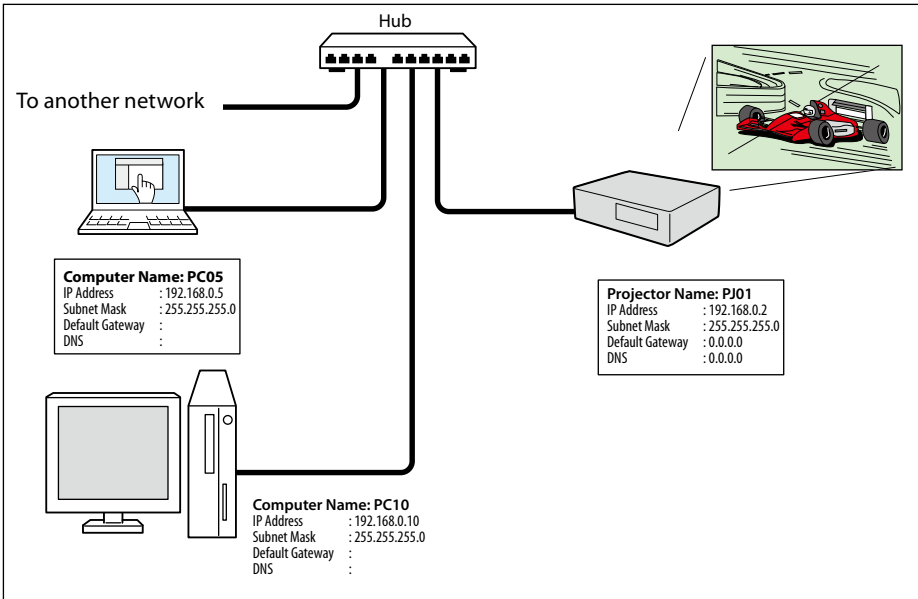 Hub
To another network
Computer Name: PC05
IP Address : 192.168.0.5
Subnet Mask : 255.255.255.0
Default Gateway :
DNS :
Projector Name: PJ01
IP Address : 192.168.0.2
Subnet Mask : 255.255.255.0
Default Gateway : 0.0.0.0
DNS : 0.0.0.0
Computer Name: PC10
IP Address : 192.168.0.10
Subnet Mask : 255.255.255.0
Default Gateway :
DNS :